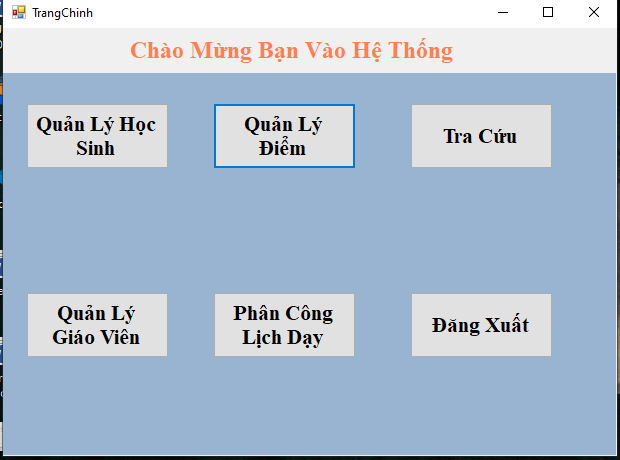 TrangChinh
Chào Mừng Bạn Vào Hệ Thống
Quản Lý Học
Sinh
Quản Lý
Điểm
Tra Cứu
Quản Lý
Giáo Viên
Phân Công
Lịch Dạy
Đăng Xuất